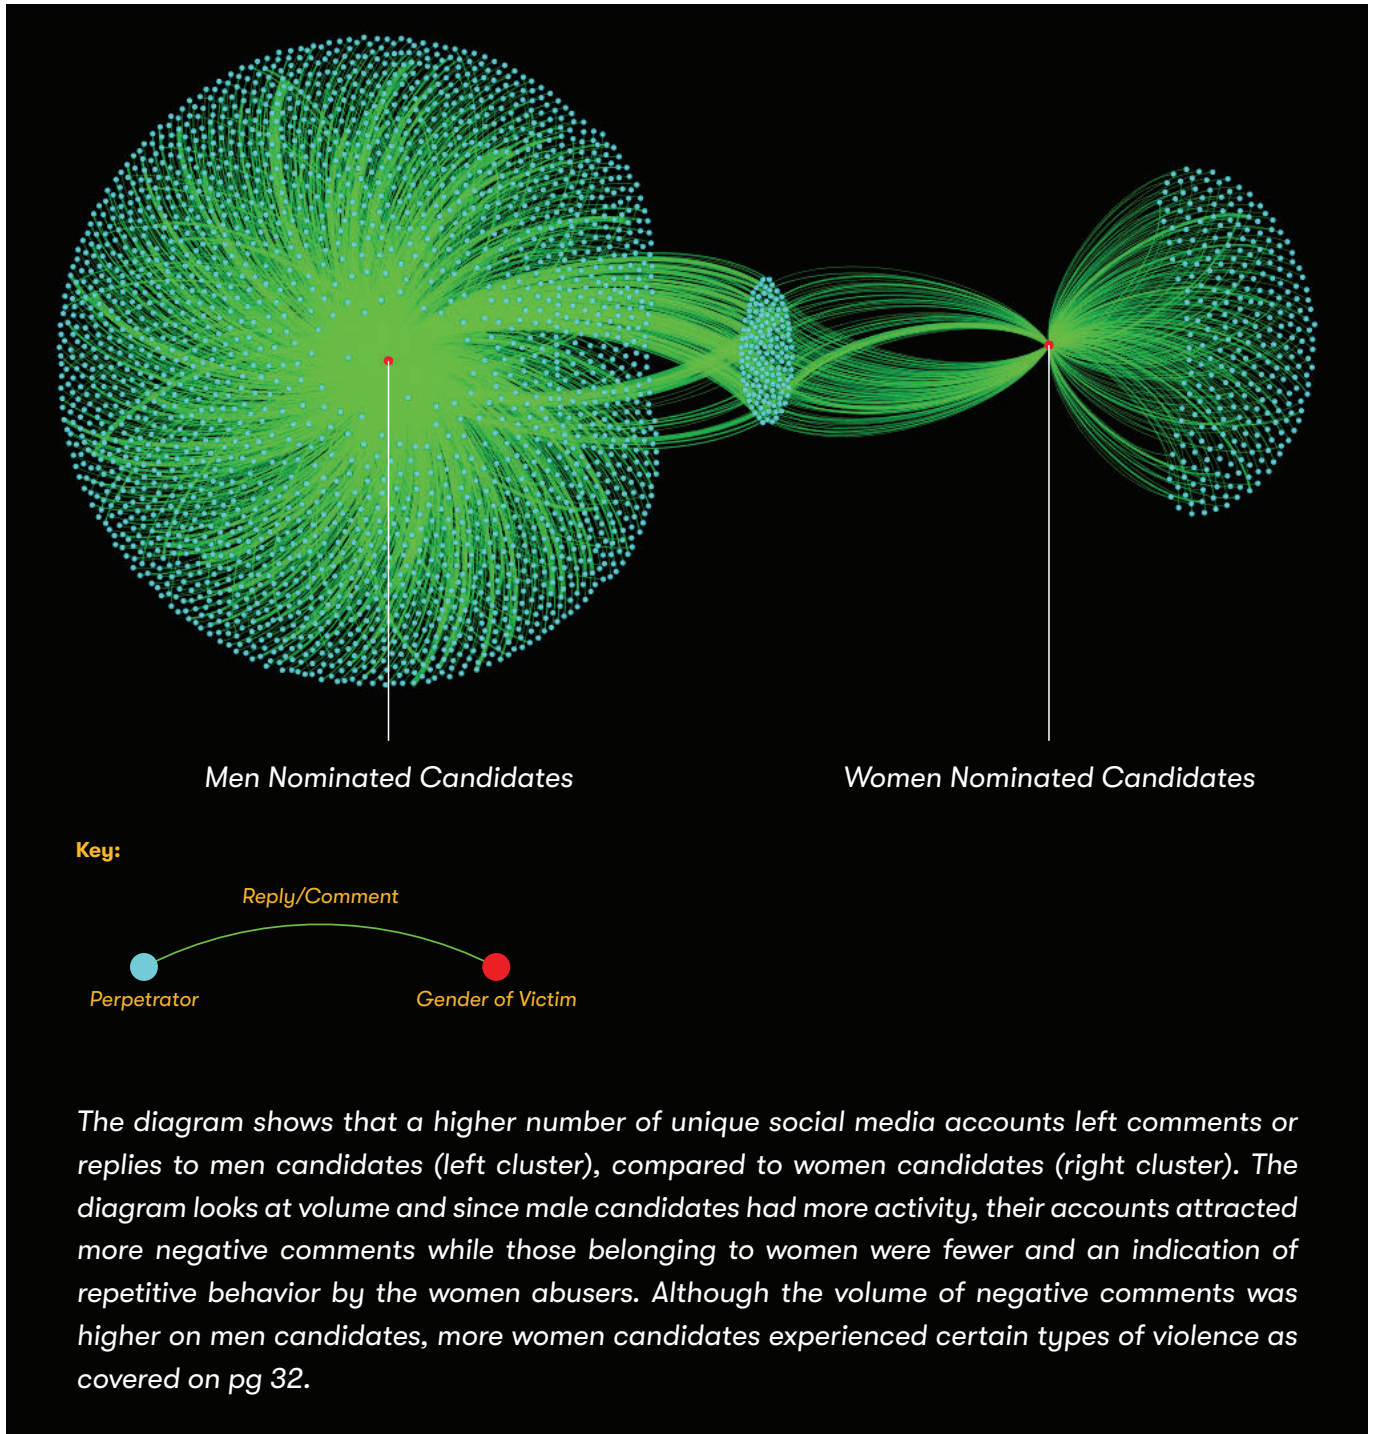 Men Nominated Candidates
Women Nominated Candidates
Key:
Reply/Comment
Perpetrator
Gender of Victim
The diagram shows that a higher number of unique social media accounts left comments or
replies to men candidates (left cluster), compared to women candidates (right cluster). The
diagram looks at volume and since male candidates had more activity, their accounts attracted
more negative comments while those belonging to women were fewer and an indication of
repetitive behavior by the women abusers. Although the volume of negative comments was
higher on men candidates, more women candidates experienced certain types of violence as
covered on pg 32.